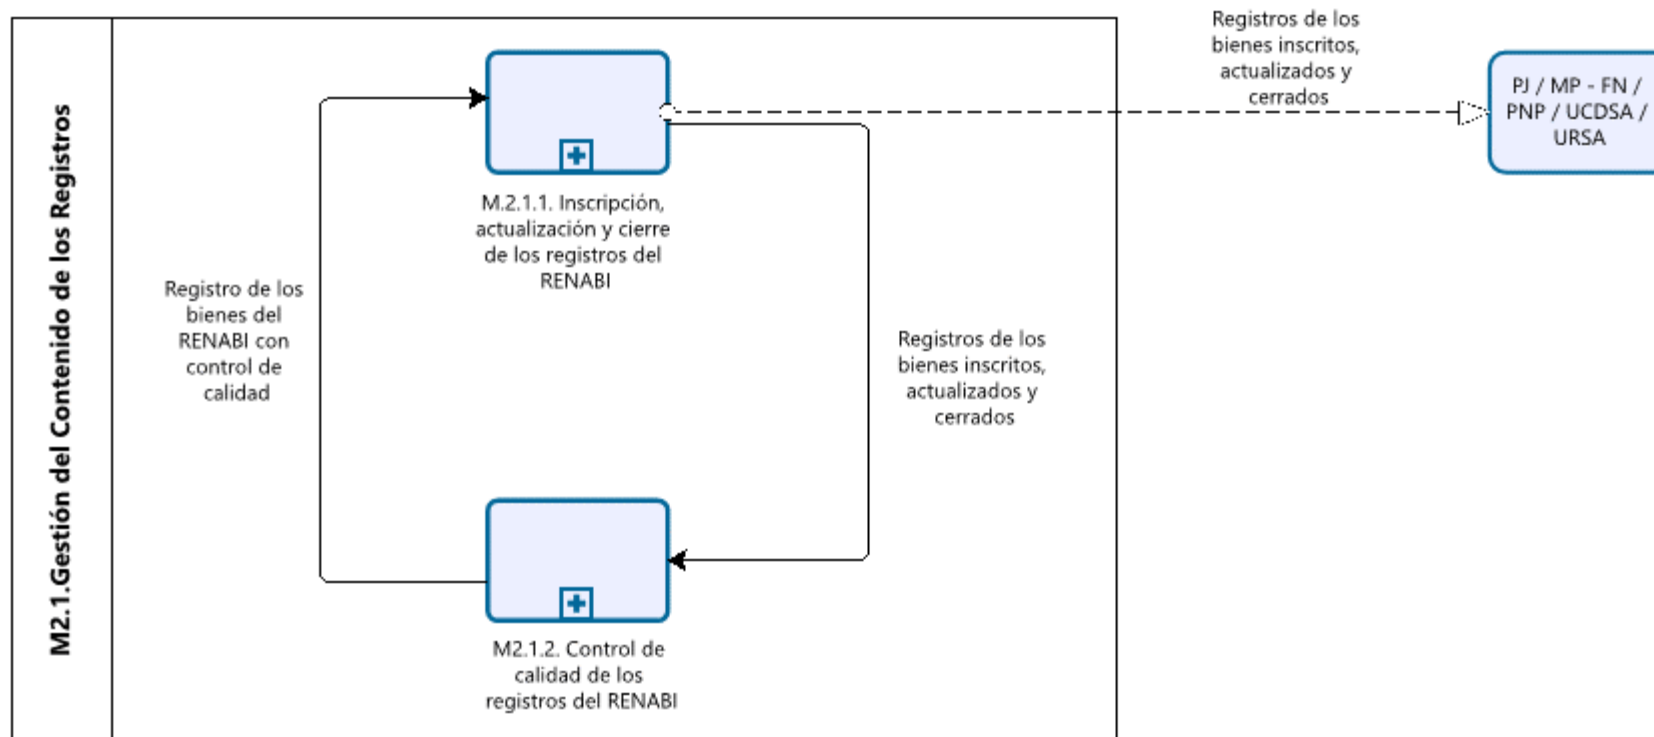 M2.1.Gestión del Contenido de los Registros
Registros de los
bienes inscritos,
actualizados y
cerrados
PJ / MP - FN /
PNP / UCDSA /
URSA
M.2.1.1. Inscripción,
actualización y cierre
de los registros del
RENABI
Registro de los
bienes del
RENABI con
control de
calidad
Registros de los
bienes inscritos,
actualizados y
cerrados
M2.1.2. Control de
calidad de los
registros del RENABI